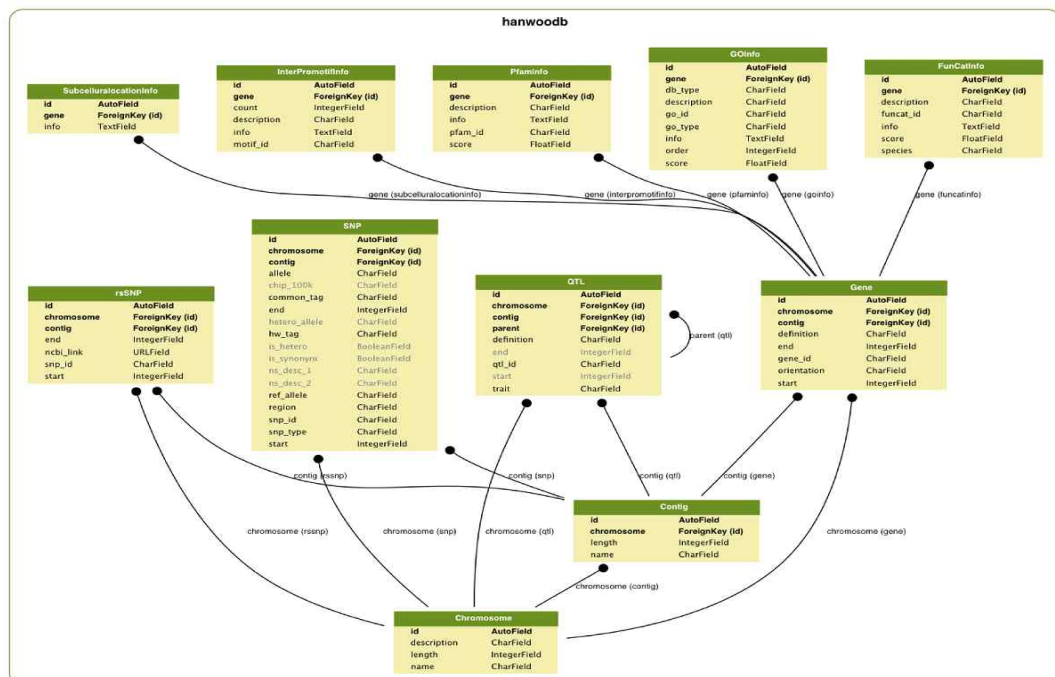 hanwoodb
SubcelluralocationInfo
id AutoField
gene ForeignKey (id)
info TextField
InterPromotifInfo
id AutoField
gene ForeignKey (id)
count IntegerField
description CharField
info TextField
motif_id CharField
PfamInfo
id AutoField
gene ForeignKey (id)
description CharField
info TextField
pfam_id CharField
score FloatField
GOInfo
id AutoField
gene ForeignKey (id)
db_type CharField
description CharField
go_id CharField
go_type CharField
info TextField
order IntegerField
score FloatField
FunCatInfo
id AutoField
gene ForeignKey (id)
description CharField
funcat_id CharField
info TextField
score FloatField
species CharField
gene (subcelluralocationinfo)
gene (interpromotifinfo)
gene (pfaminfo)
gene (goinfo)
gene (funcatinfo)
rsSNP
id AutoField
chromosome ForeignKey (id)
contig ForeignKey (id)
end IntegerField
ncbi_link URLField
snp_id CharField
start IntegerField
SNP
id AutoField
chromosome ForeignKey (id)
contig ForeignKey (id)
allele CharField
chip_100k CharField
common_tag CharField
end IntegerField
hetero_allele CharField
hw_tag CharField
is_hetero BooleanField
is_synonym BooleanField
ns_desc_1 CharField
ns_desc_2 CharField
ref_allele CharField
region CharField
snp_id CharField
snp_type CharField
start IntegerField
QTL
id AutoField
chromosome ForeignKey (id)
contig ForeignKey (id)
parent ForeignKey (id)
definition CharField
end IntegerField
qtl_id CharField
start IntegerField
trait CharField
parent (qtl)
Gene
id AutoField
chromosome ForeignKey (id)
contig ForeignKey (id)
definition CharField
end IntegerField
gene_id CharField
orientation CharField
start IntegerField
contig (rssnp)
contig (snp)
contig (qtl)
contig (gene)
Contig
id AutoField
chromosome ForeignKey (id)
length IntegerField
name CharField
chromosome (rssnp)
chromosome (snp)
chromosome (qtl)
chromosome (gene)
chromosome (contig)
Chromosome
id AutoField
description CharField
length IntegerField
name CharField